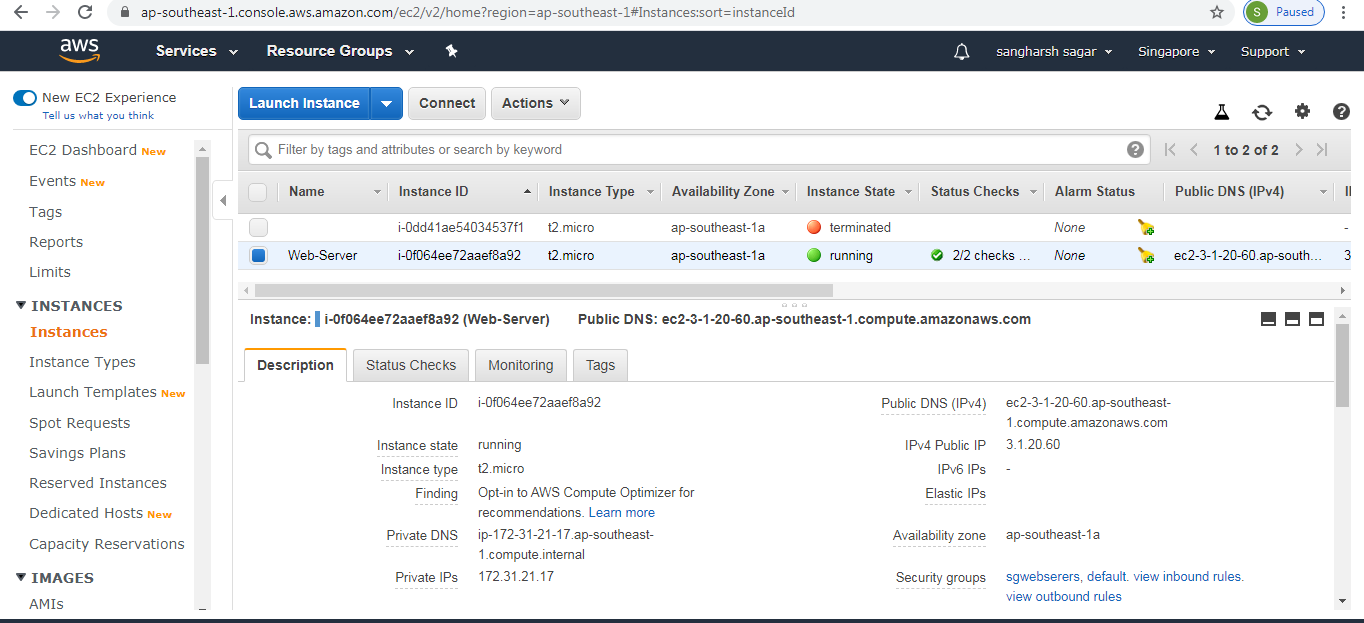 ap-southeast-1.console.aws.amazon.com/ec2/v2/home?region=ap-southeast-1#Instances:sort=instanceId
S Paused
aws Services Resource Groups sangharsh sagar Singapore Support
New EC2 Experience
Tell us what you think
EC2 Dashboard New
Events New
Tags
Reports
Limits
INSTANCES
Instances
Instance Types
Launch Templates New
Spot Requests
Savings Plans
Reserved Instances
Dedicated Hosts New
Capacity Reservations
IMAGES
AMIs
Launch Instance Connect Actions
Filter by tags and attributes or search by keyword
1 to 2 of 2
Name Instance ID Instance Type Availability Zone Instance State Status Checks Alarm Status Public DNS (IPv4)
i-0dd41ae54034537f1 t2.micro ap-southeast-1a terminated None -
Web-Server i-0f064ee72aaef8a92 t2.micro ap-southeast-1a running 2/2 checks ... None ec2-3-1-20-60.ap-south... 3
Instance: i-0f064ee72aaef8a92 (Web-Server) Public DNS: ec2-3-1-20-60.ap-southeast-1.compute.amazonaws.com
Description Status Checks Monitoring Tags
Instance ID i-0f064ee72aaef8a92
Instance state running
Instance type t2.micro
Finding Opt-in to AWS Compute Optimizer for
recommendations. Learn more
Private DNS ip-172-31-21-17.ap-southeast-
1.compute.internal
Private IPs 172.31.21.17
Public DNS (IPv4) ec2-3-1-20-60.ap-southeast-
1.compute.amazonaws.com
IPv4 Public IP 3.1.20.60
IPv6 IPs -
Elastic IPs
Availability zone ap-southeast-1a
Security groups sgwebserers, default. view inbound rules.
view outbound rules